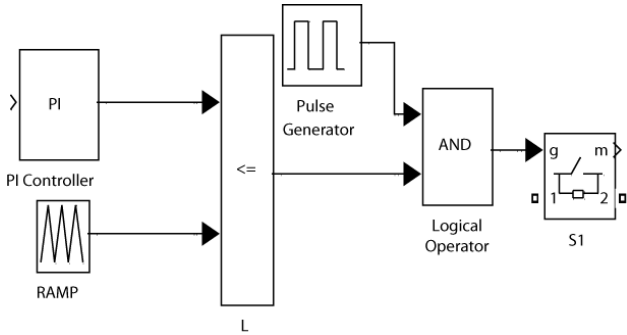 PI
PI Controller
RAMP
<=
L
Pulse
Generator
AND
Logical
Operator
g m
1 2
S1